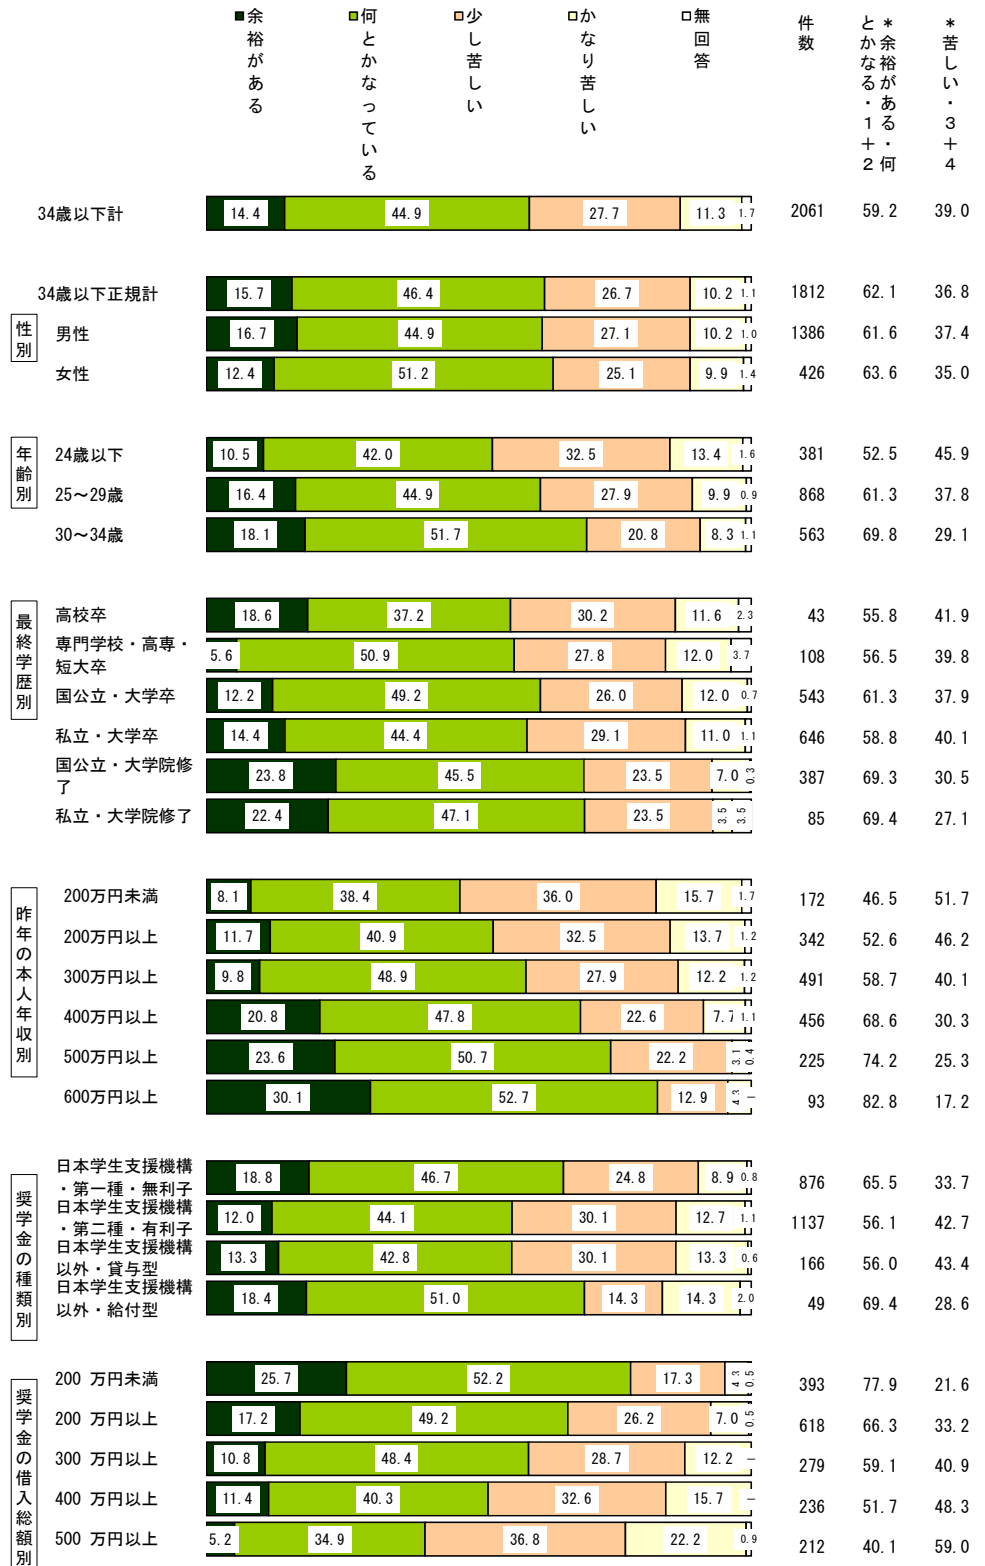 ■余裕がある
■何とかなっている
□少し苦しい
□かなり苦しい
□無回答
件数
*余裕がある・何
とかなる・1+2
*苦しい・3+4
34歳以下計 14.4 44.9 27.7 11.3 1.7 2061 59.2 39.0
34歳以下正規計 15.7 46.4 26.7 10.2 1.1 1812 62.1 36.8
性別
男性 16.7 44.9 27.1 10.2 1.0 1386 61.6 37.4
女性 12.4 51.2 25.1 9.9 1.4 426 63.6 35.0
年齢別
24歳以下 10.5 42.0 32.5 13.4 1.6 381 52.5 45.9
25~29歳 16.4 44.9 27.9 9.9 0.9 868 61.3 37.8
30~34歳 18.1 51.7 20.8 8.3 1.1 563 69.8 29.1
最終学歴別
高校卒 18.6 37.2 30.2 11.6 2.3 43 55.8 41.9
専門学校・高専・
短大卒 5.6 50.9 27.8 12.0 3.7 108 56.5 39.8
国公立・大学卒 12.2 49.2 26.0 12.0 0.7 543 61.3 37.9
私立・大学卒 14.4 44.4 29.1 11.0 1.1 646 58.8 40.1
国公立・大学院修
了 23.8 45.5 23.5 7.0 0.3 387 69.3 30.5
私立・大学院修了 22.4 47.1 23.5 3.5 3.5 85 69.4 27.1
昨年の本人年収別
200万円未満 8.1 38.4 36.0 15.7 1.7 172 46.5 51.7
200万円以上 11.7 40.9 32.5 13.7 1.2 342 52.6 46.2
300万円以上 9.8 48.9 27.9 12.2 1.2 491 58.7 40.1
400万円以上 20.8 47.8 22.6 7.7 1.1 456 68.6 30.3
500万円以上 23.6 50.7 22.2 3.1 0.4 225 74.2 25.3
600万円以上 30.1 52.7 12.9 4.3 － 93 82.8 17.2
奨学金の種類別
日本学生支援機構
・第一種・無利子 18.8 46.7 24.8 8.9 0.8 876 65.5 33.7
日本学生支援機構
・第二種・有利子 12.0 44.1 30.1 12.7 1.1 1137 56.1 42.7
日本学生支援機構
以外・貸与型 13.3 42.8 30.1 13.3 0.6 166 56.0 43.4
日本学生支援機構
以外・給付型 18.4 51.0 14.3 14.3 2.0 49 69.4 28.6
奨学金の借入総額別
200 万円未満 25.7 52.2 17.3 4.3 0.5 393 77.9 21.6
200 万円以上 17.2 49.2 26.2 7.0 0.5 618 66.3 33.2
300 万円以上 10.8 48.4 28.7 12.2 － 279 59.1 40.9
400 万円以上 11.4 40.3 32.6 15.7 － 236 51.7 48.3
500 万円以上 5.2 34.9 36.8 22.2 0.9 212 40.1 59.0